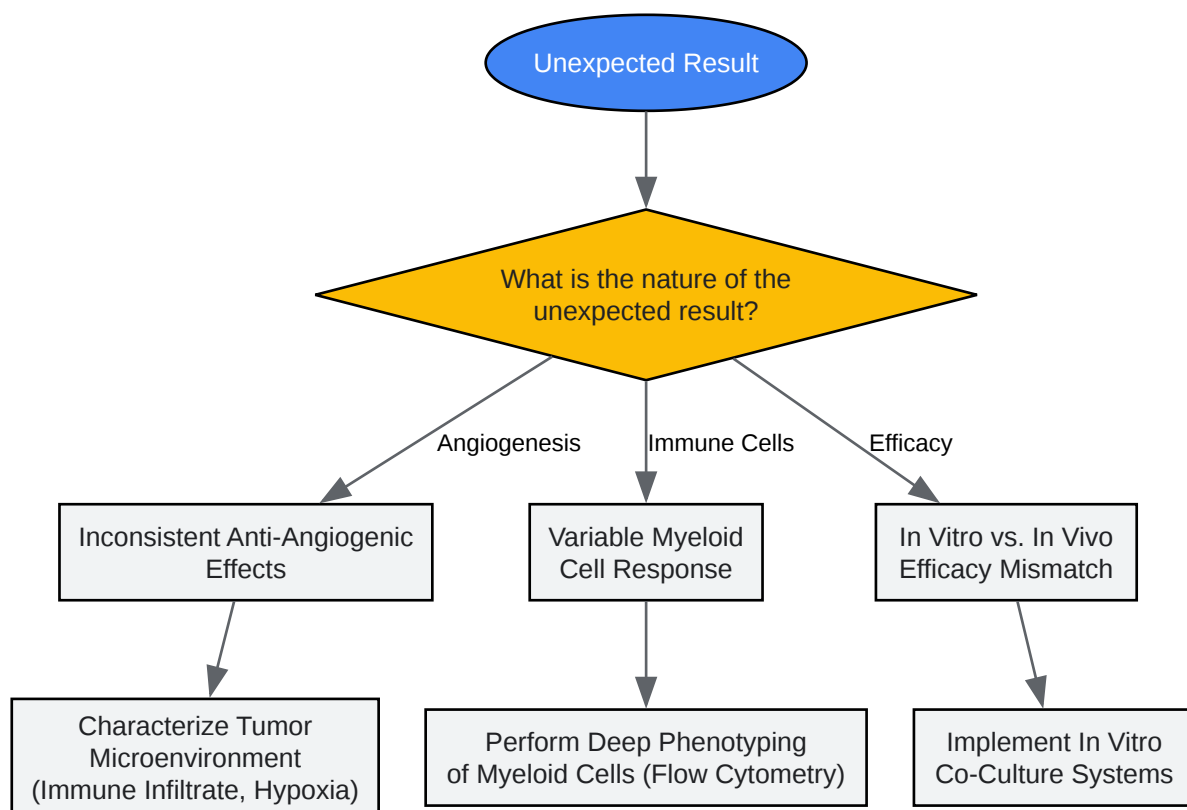 Unexpected Result
What is the nature of the
unexpected result?
Angiogenesis
Immune Cells
Efficacy
Inconsistent Anti-Angiogenic
Effects
Variable Myeloid
Cell Response
In Vitro vs. In Vivo
Efficacy Mismatch
Characterize Tumor
Microenvironment
(Immune Infiltrate, Hypoxia)
Perform Deep Phenotyping
of Myeloid Cells (Flow Cytometry)
Implement In Vitro
Co-Culture Systems